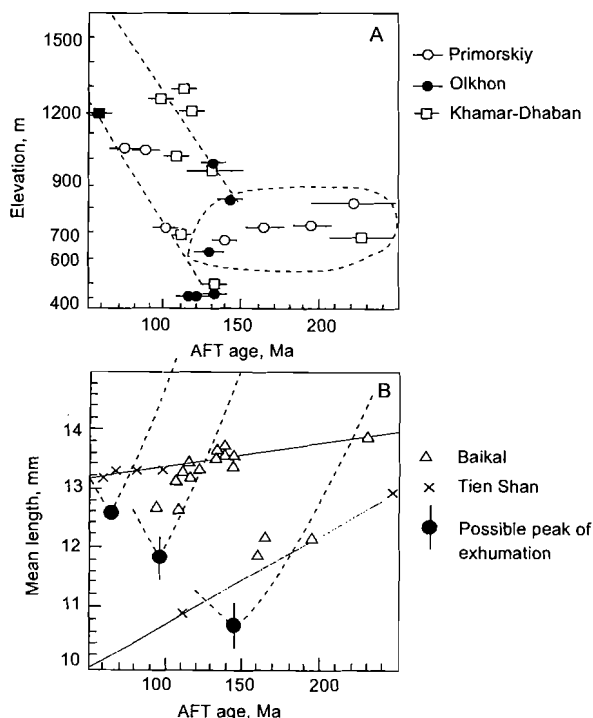 A
1500
1200
900
700
600
400
Elevation, m
100
150
200
AFT age, Ma
Primorskiy
Olkhon
Khamar-Dhaban
B
14
13
12
11
10
Mean length, mm
100
150
200
AFT age, Ma
Baikal
Tien Shan
Possible peak of
exhumation